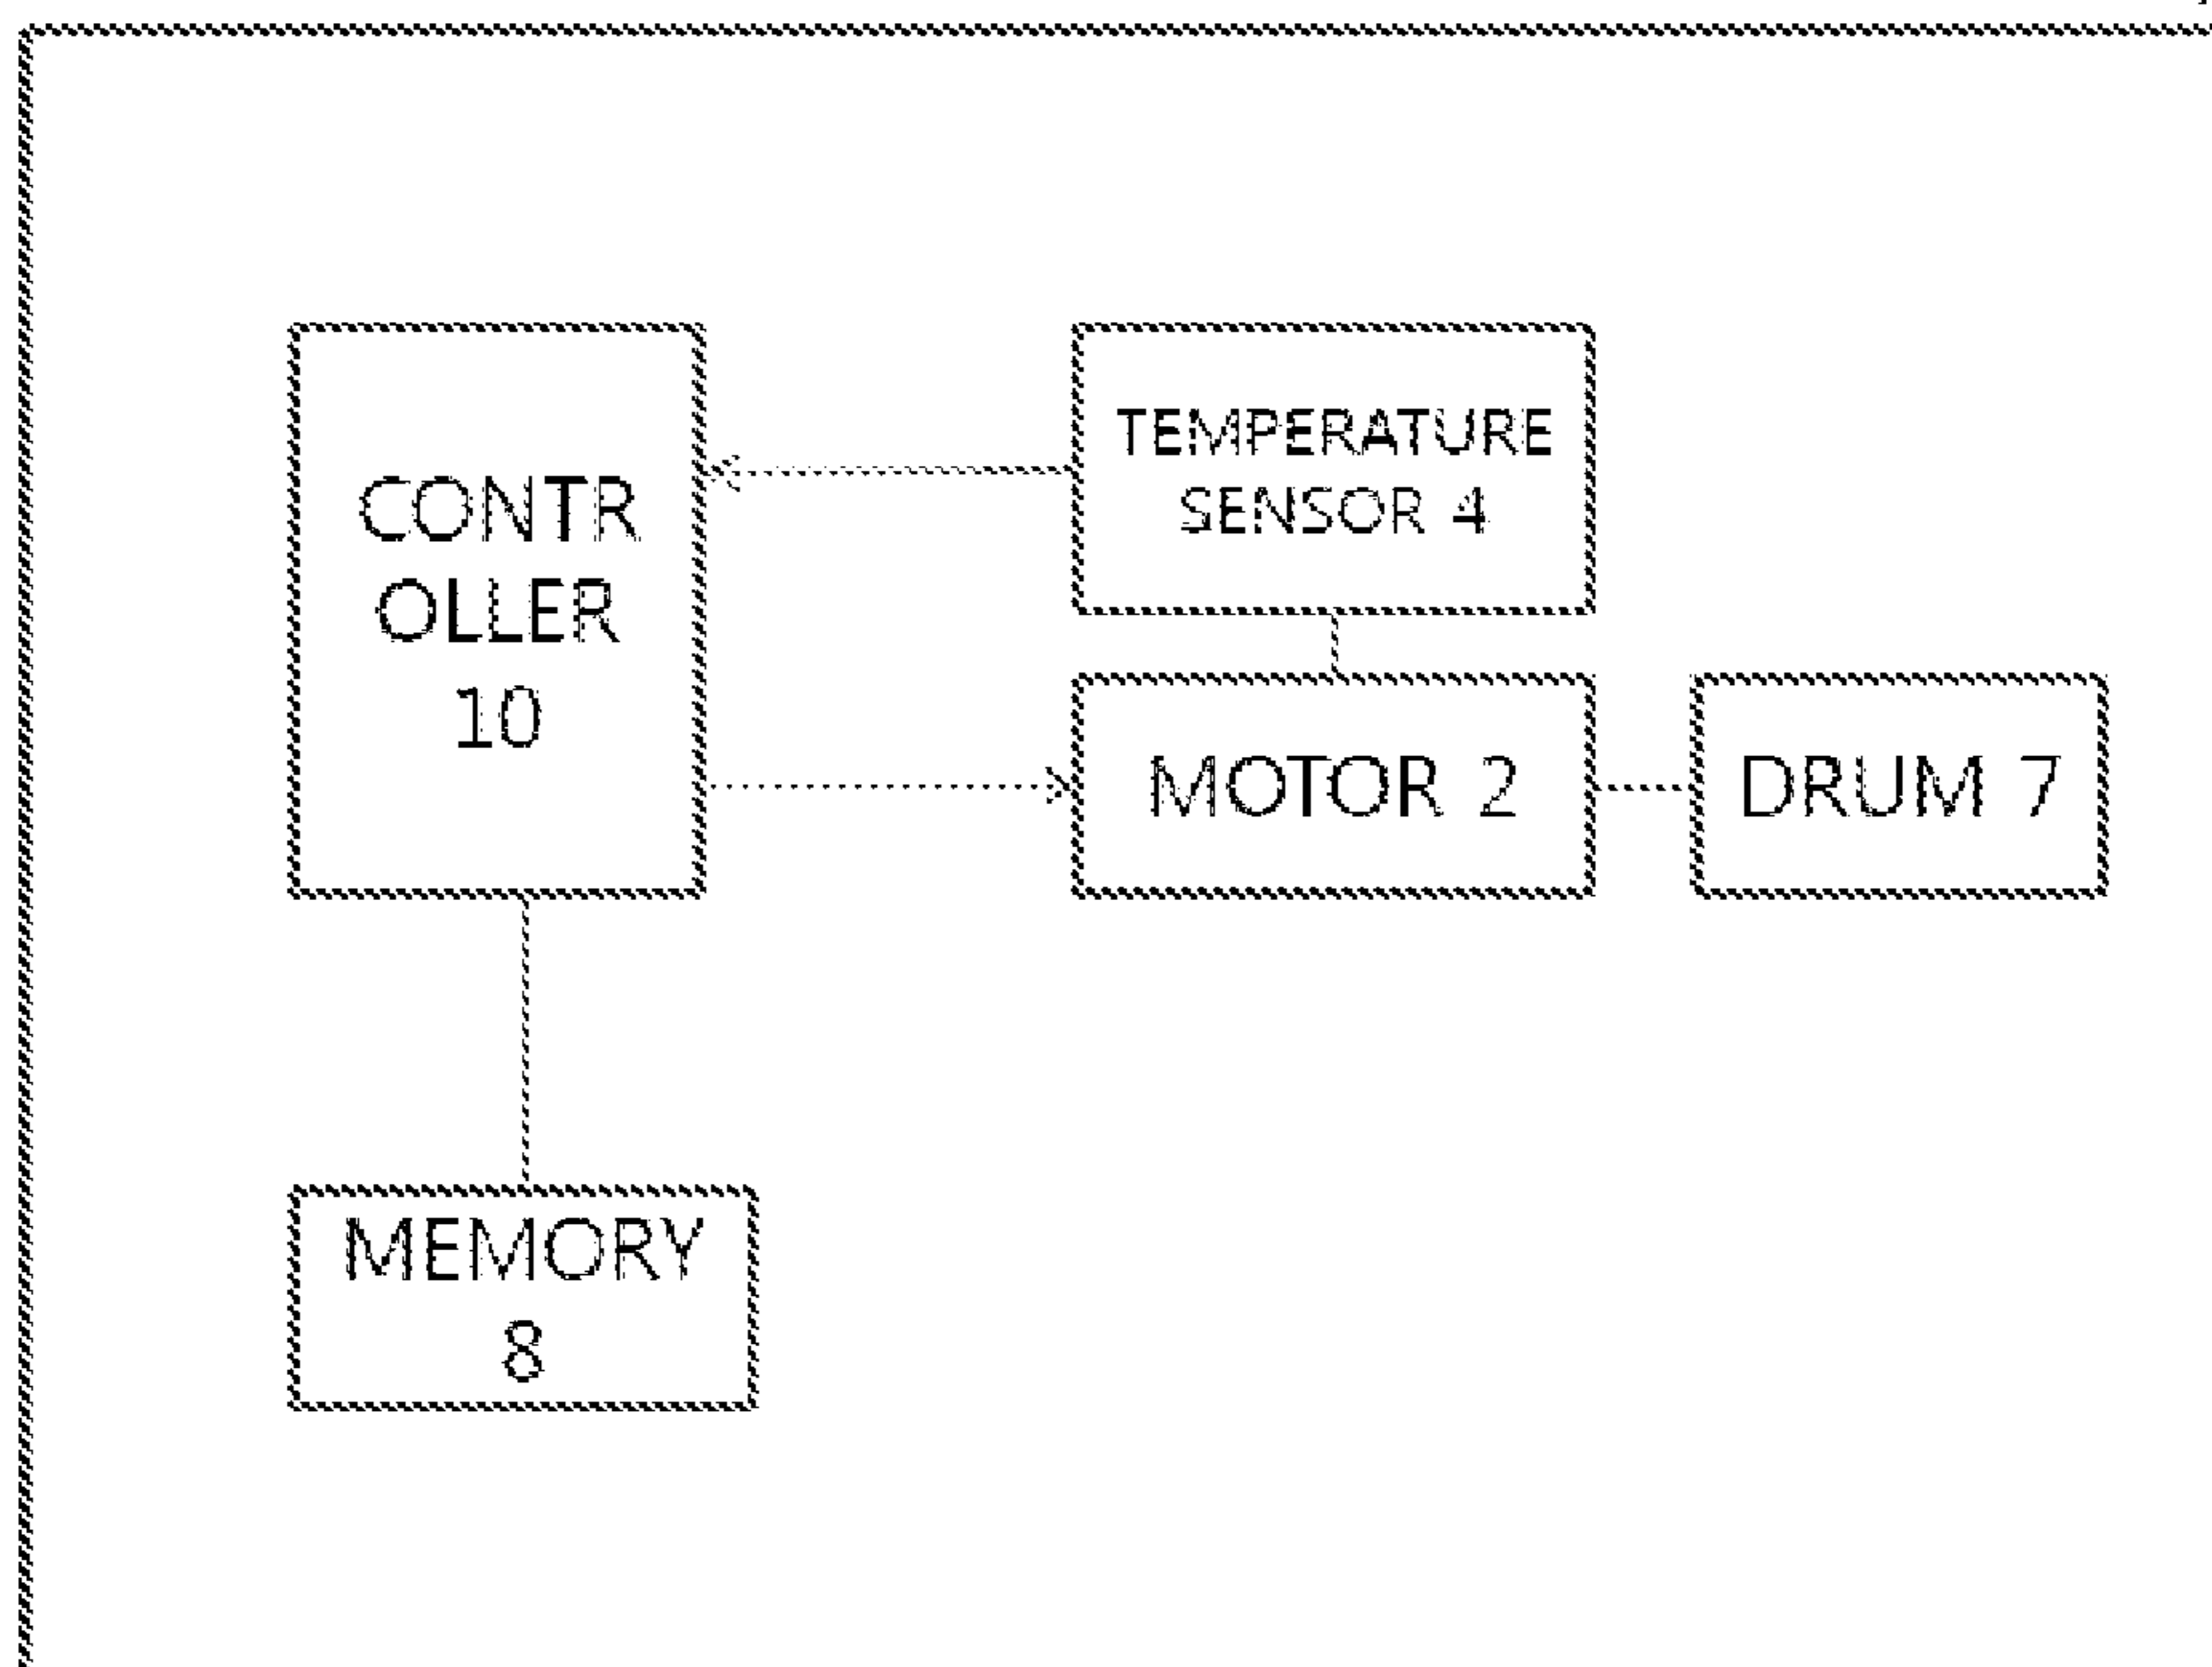 CONTR
OLLER
10
TEMPERATURE
SENSOR 4
MOTOR 2
DRUM 7
MEMORY
8